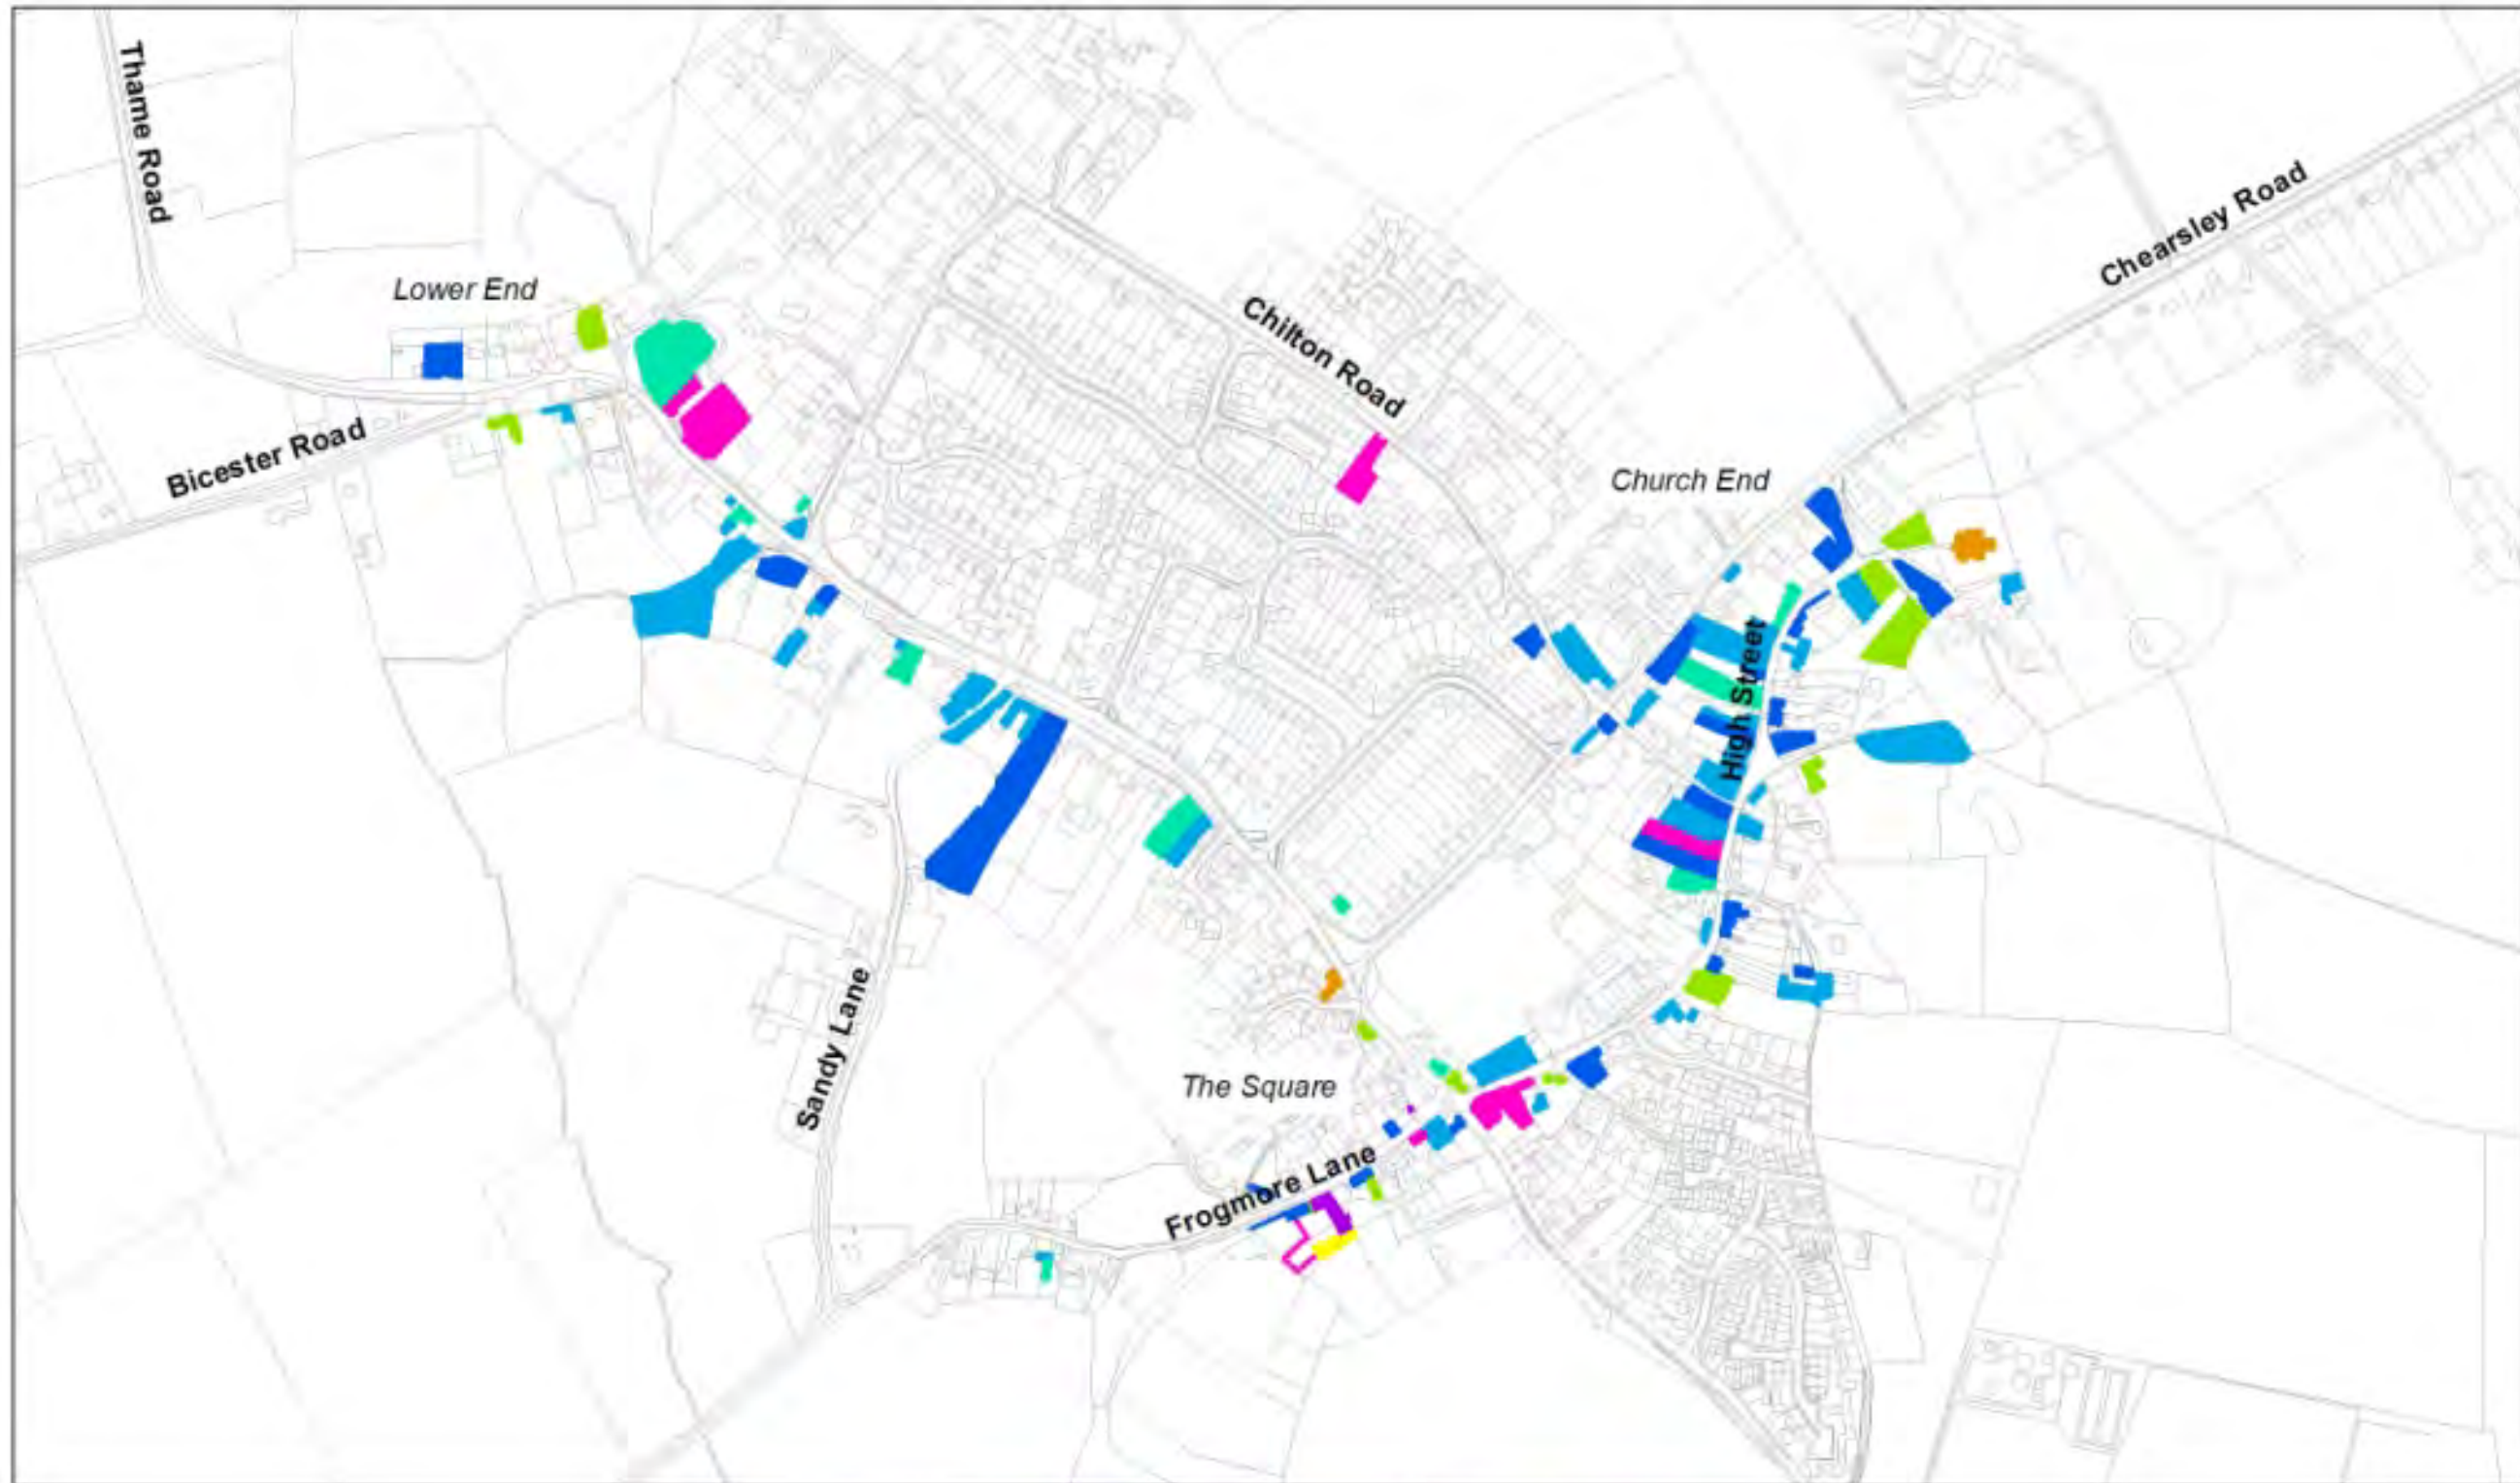 Thame Road
Chearsley Road
Lower End
Chilton Road
Bicester Road
Church End
High Street
Sandy Lane
The Square
Frogmore Lane